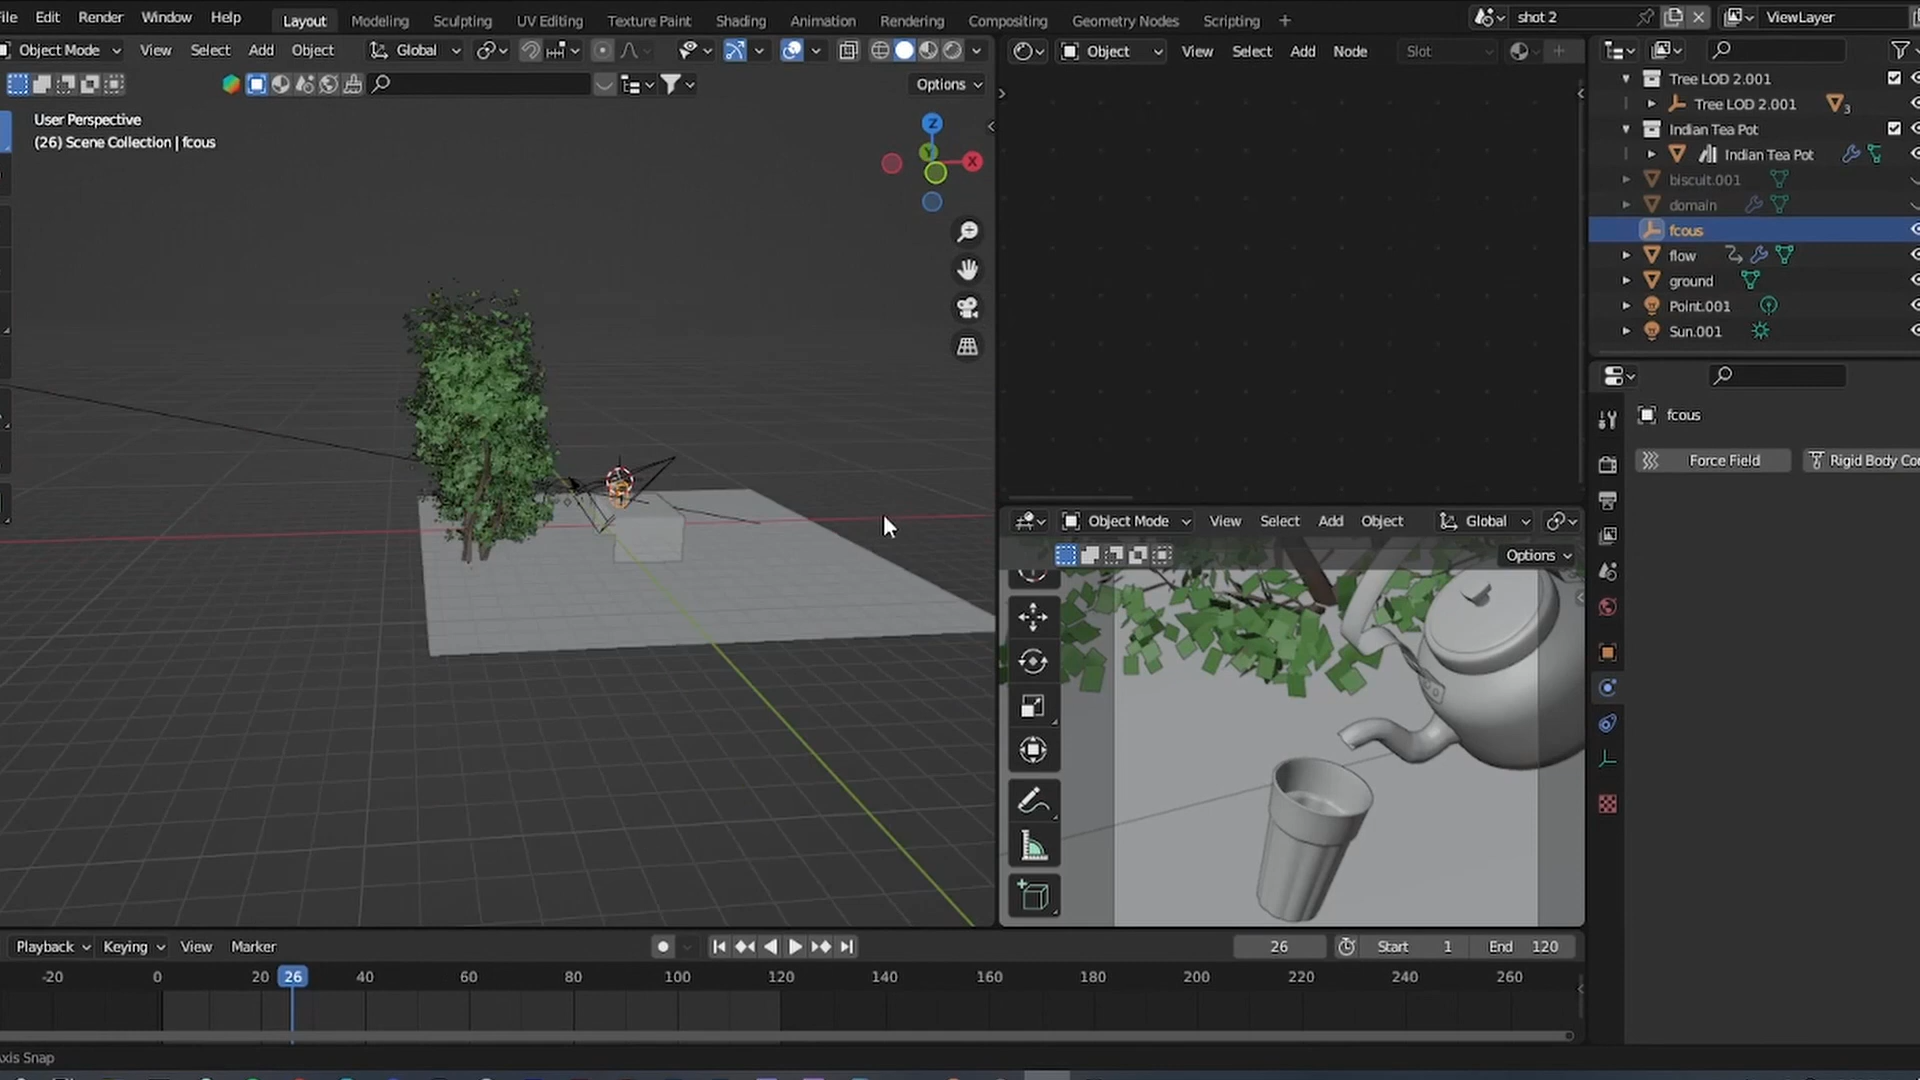 File Edit Render Window Help Layout Modeling Sculpting UV Editing Texture Paint Shading Animation Rendering Compositing Geometry Nodes Scripting + shot 2 ViewLayer
Object Mode View Select Add Object Global
Object View Select Add Node Slot
Options
User Perspective
(26) Scene Collection | fcous
Z
Y
X
Tree LOD 2.001
Tree LOD 2.001 3
Indian Tea Pot
Indian Tea Pot
biscuit.001
domain
fcous
flow
ground
Point.001
Sun.001
fcous
Force Field Rigid Body Co
Object Mode View Select Add Object Global
Options
Playback Keying View Marker 26 Start 1 End 120
-20 0 20 26 40 60 80 100 120 140 160 180 200 220 240 260
xis Snap